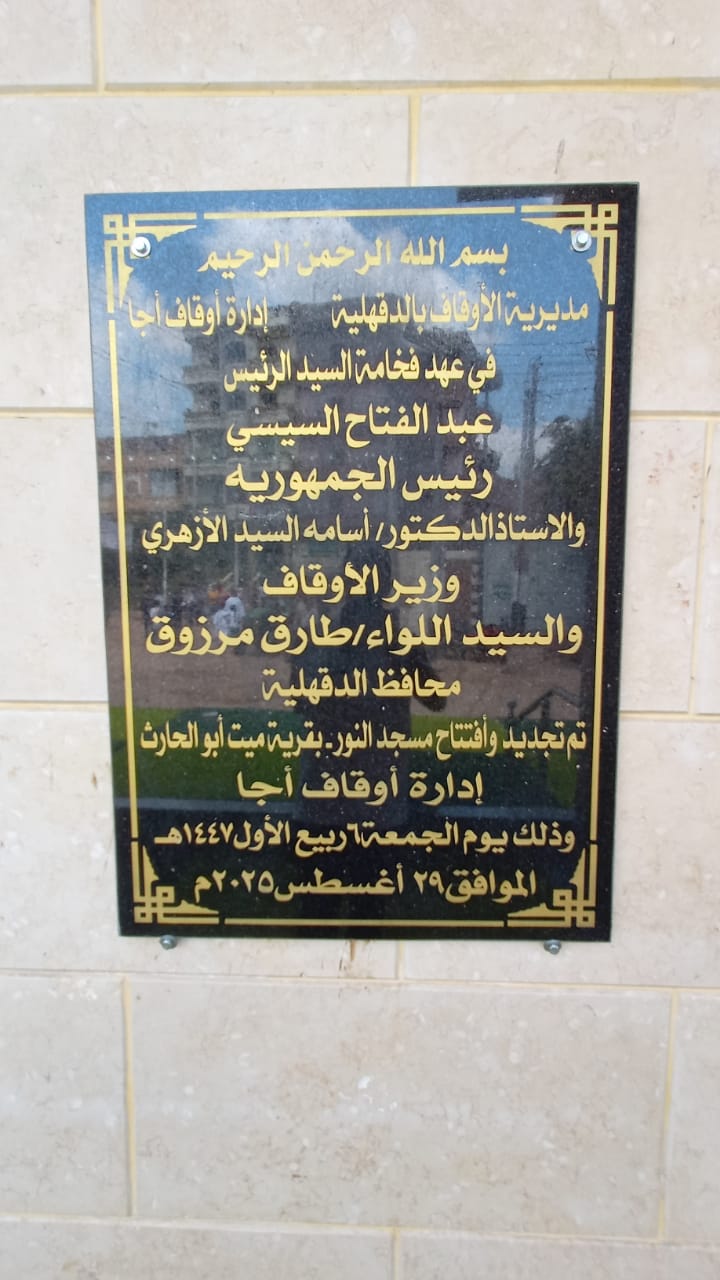 بسم الله الرحمن الرحيم
مديرية الأوقاف بالدقهلية إدارة أوقاف أجا
في عهد فخامة السيد الرئيس
عبد الفتاح السيسي
رئيس الجمهوريه
والاستاذ الدكتور/ أسامه السيد الأزهري
وزير الأوقاف
والسيد اللواء/ طارق مرزوق
محافظ الدقهلية
تم تجديد وأفتتاح مسجد النور - بقرية ميت أبو الحارث
إدارة أوقاف أجا
وذلك يوم الجمعة ٦ ربيع الأول ١٤٤٧هـ
الموافق ٢٩ أغسطس ٢٠٢٥م